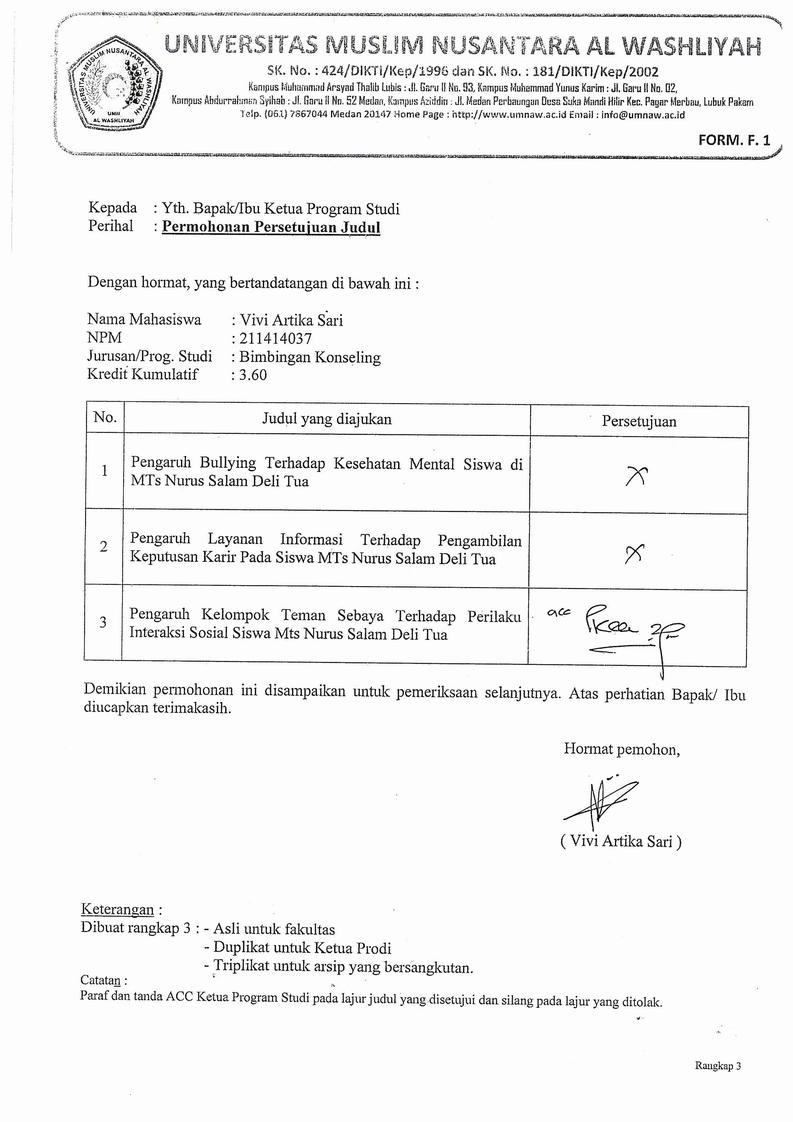 UNIVERSITAS MUSLIM NUSANTARA AL WASHLIYAH
SK. No. : 424/DIKTI/Kep/1996 dan SK. No. : 181/DIKTI/Kep/2002
Kampus Muhammad Arsyad Thalib Lubis : Jl. Garu II No. 93, Kampus Muhammad Yunus Karim : Jl. Garu II No. 02,
Kampus Abdurrahman Syihab : Jl. Garu II No. 52 Medan, Kampus Aziddin : Jl. Medan Perbaungan Desa Suka Mandi Hilir Kec. Pagar Merbau, Lubuk Pakam
Telp. (061) 7867044 Medan 20147 Home Page : http://www.umnaw.ac.id Email : info@umnaw.ac.id
UNIVERSITAS MUSLIM NUSANTARA AL WASHLIYAH
UMN
AL WASHLIYAH
FORM. F. 1
Kepada : Yth. Bapak/Ibu Ketua Program Studi
Perihal : Permohonan Persetujuan Judul
Dengan hormat, yang bertandatangan di bawah ini :
Nama Mahasiswa : Vivi Artika Sari
NPM : 211414037
Jurusan/Prog. Studi : Bimbingan Konseling
Kredit Kumulatif : 3.60
No. Judul yang diajukan Persetujuan
1 Pengaruh Bullying Terhadap Kesehatan Mental Siswa di
MTs Nurus Salam Deli Tua
2 Pengaruh Layanan Informasi Terhadap Pengambilan
Keputusan Karir Pada Siswa MTs Nurus Salam Deli Tua
3 Pengaruh Kelompok Teman Sebaya Terhadap Perilaku acc
Interaksi Sosial Siswa Mts Nurus Salam Deli Tua
Demikian permohonan ini disampaikan untuk pemeriksaan selanjutnya. Atas perhatian Bapak/ Ibu
diucapkan terimakasih.
Hormat pemohon,
( Vivi Artika Sari )
Keterangan :
Dibuat rangkap 3 : - Asli untuk fakultas
- Duplikat untuk Ketua Prodi
- Triplikat untuk arsip yang bersangkutan.
Catatan :
Paraf dan tanda ACC Ketua Program Studi pada lajur judul yang disetujui dan silang pada lajur yang ditolak.
Rangkap 3